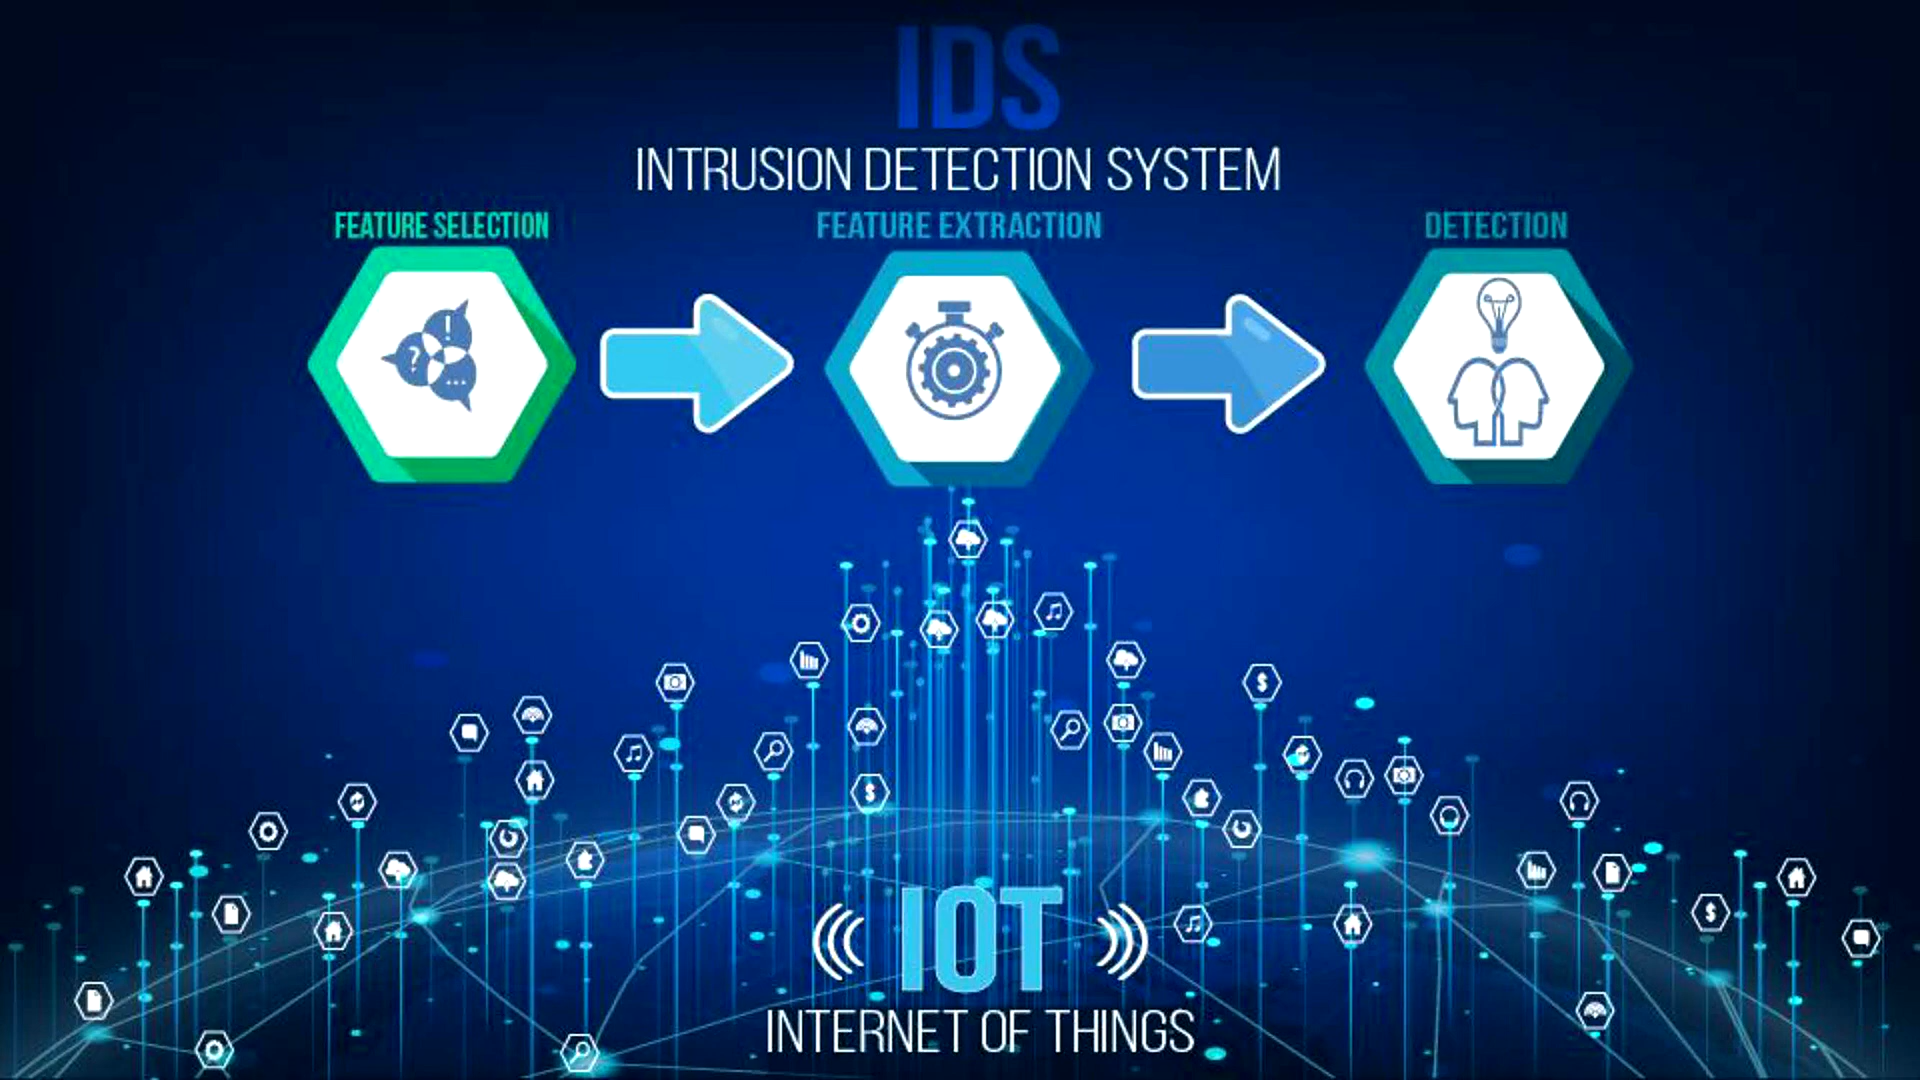 IDS
INTRUSION DETECTION SYSTEM
FEATURE SELECTION
FEATURE EXTRACTION
DETECTION
IOT
INTERNET OF THINGS